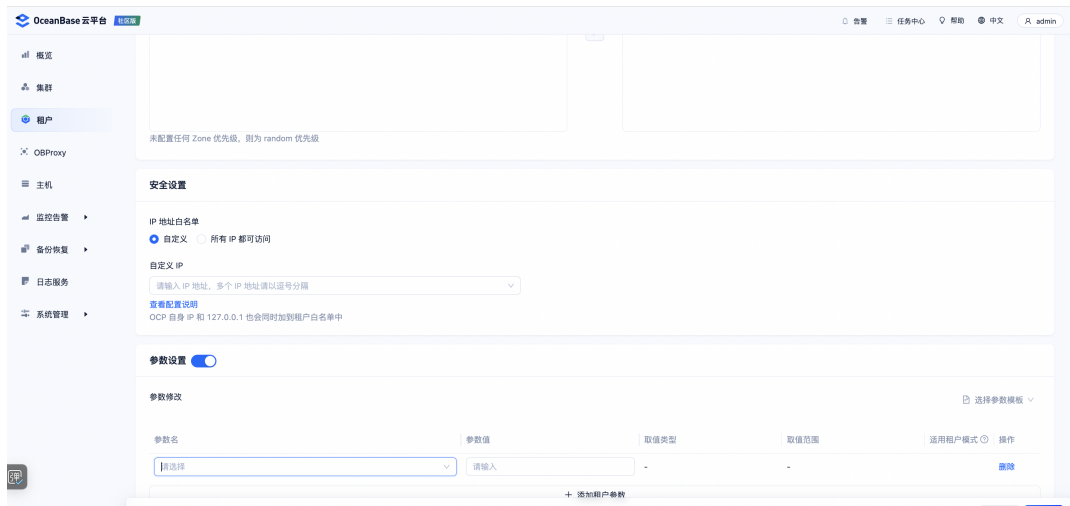 OceanBase 云平台 社区版
告警 任务中心 帮助 中文 admin
概览
集群
租户
OBProxy
主机
监控告警
备份恢复
日志服务
系统管理
未配置任何 Zone 优先级，则为 random 优先级
安全设置
IP 地址白名单
自定义 所有 IP 都可访问
自定义 IP
请输入 IP 地址，多个 IP 地址请以逗号分隔
查看配置说明
OCP 自身 IP 和 127.0.0.1 也会同时加到租户白名单中
参数设置
参数修改 选择参数模板
参数名 参数值 取值类型 取值范围 适用租户模式 操作
请选择 请输入 - - 删除
+ 添加租户参数